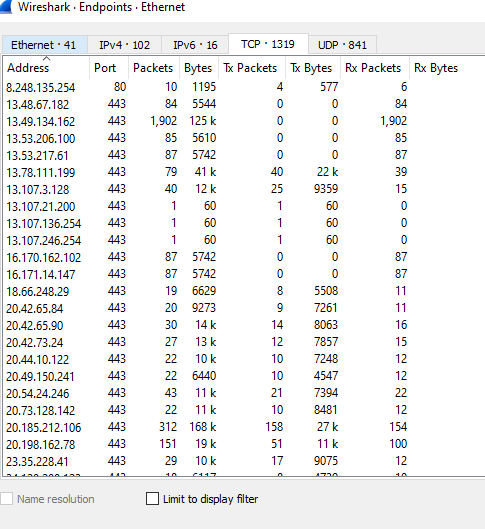 Wireshark · Endpoints · Ethernet
Ethernet · 41 IPv4 · 102 IPv6 · 16 TCP · 1319 UDP · 841
Address Port Packets Bytes Tx Packets Tx Bytes Rx Packets Rx Bytes
8.248.135.254 80 10 1195 4 577 6
13.48.67.182 443 84 5544 0 0 84
13.49.134.162 443 1,902 125 k 0 0 1,902
13.53.206.100 443 85 5610 0 0 85
13.53.217.61 443 87 5742 0 0 87
13.78.111.199 443 79 41 k 40 22 k 39
13.107.3.128 443 40 12 k 25 9359 15
13.107.21.200 443 1 60 1 60 0
13.107.136.254 443 1 60 1 60 0
13.107.246.254 443 1 60 1 60 0
16.170.162.102 443 87 5742 0 0 87
16.171.14.147 443 87 5742 0 0 87
18.66.248.29 443 19 6629 8 5508 11
20.42.65.84 443 20 9273 9 7261 11
20.42.65.90 443 30 14 k 14 8063 16
20.42.73.24 443 27 13 k 12 7857 15
20.44.10.122 443 22 10 k 10 7248 12
20.49.150.241 443 22 6440 10 4547 12
20.54.24.246 443 43 11 k 21 7394 22
20.73.128.142 443 22 11 k 10 8481 12
20.185.212.106 443 312 168 k 158 27 k 154
20.198.162.78 443 151 19 k 51 11 k 100
23.35.228.41 443 29 10 k 17 9075 12
Name resolution Limit to display filter